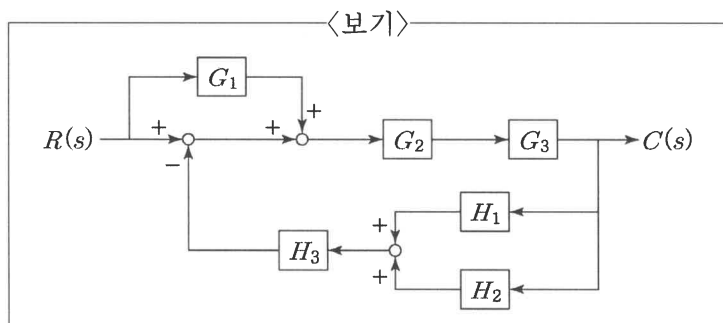 <보기>
G₁
+
R(s) + + G₂ G₃ C(s)
−
H₁
+
H₃
+
H₂